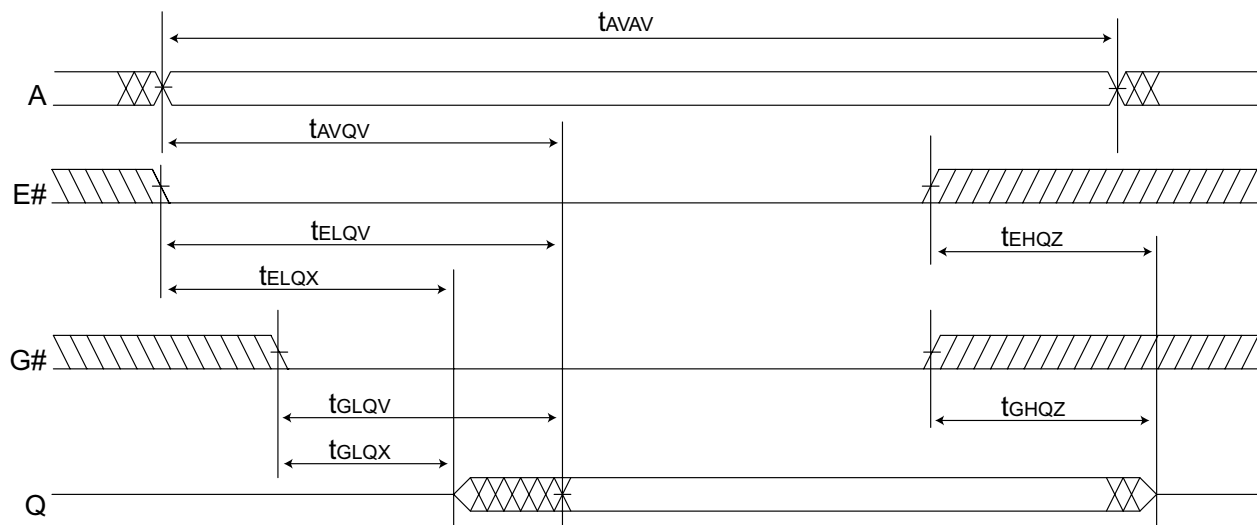 tAVAV
A
tAVQV
E#
tELQV
tEHQZ
tELQX
G#
tGLQV
tGHQZ
tGLQX
Q